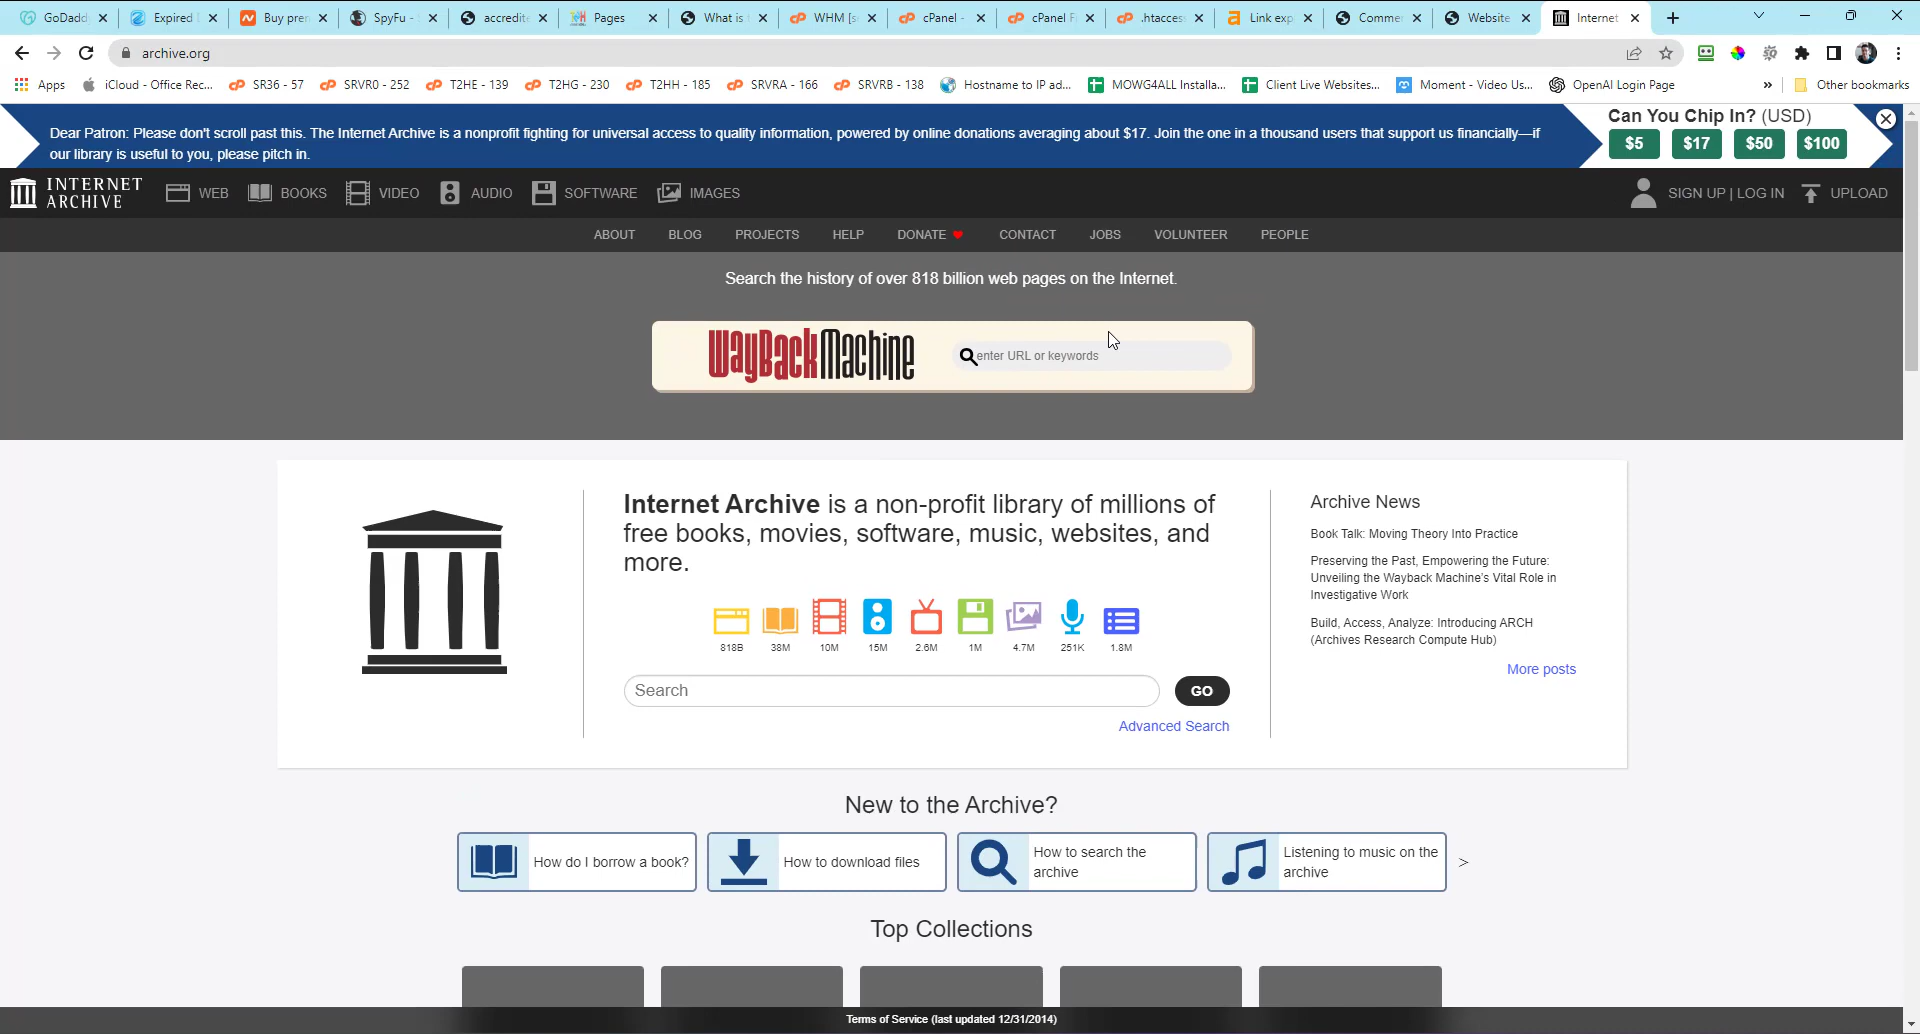 GoDadd
Expired
Buy pren
SpyFu -
accredite
Pages
What is
WHM [s
cPanel -
cPanel F
.htacces
Link exp
Commer
Website
Internet
archive.org
Apps
iCloud - Office Rec...
SR36 - 57
SRVR0 - 252
T2HE - 139
T2HG - 230
T2HH - 185
SRVRA - 166
SRVRB - 138
Hostname to IP ad...
MOWG4ALL Installa...
Client Live Websites...
Moment - Video Us...
OpenAI Login Page
»
Other bookmarks
Dear Patron: Please don't scroll past this. The Internet Archive is a nonprofit fighting for universal access to quality information, powered by online donations averaging about $17. Join the one in a thousand users that support us financially—if
our library is useful to you, please pitch in.
Can You Chip In? (USD)
$5 $17 $50 $100
INTERNET
ARCHIVE
WEB BOOKS VIDEO AUDIO SOFTWARE IMAGES
SIGN UP | LOG IN
UPLOAD
ABOUT BLOG PROJECTS HELP DONATE CONTACT JOBS VOLUNTEER PEOPLE
Search the history of over 818 billion web pages on the Internet.
WayBackMachine
enter URL or keywords
Internet Archive is a non-profit library of millions of
free books, movies, software, music, websites, and
more.
818B 38M 10M 15M 2.6M 1M 4.7M 251K 1.8M
Search
GO
Advanced Search
Archive News
Book Talk: Moving Theory Into Practice
Preserving the Past, Empowering the Future:
Unveiling the Wayback Machine's Vital Role in
Investigative Work
Build, Access, Analyze: Introducing ARCH
(Archives Research Compute Hub)
More posts
New to the Archive?
How do I borrow a book?
How to download files
How to search the
archive
Listening to music on the
archive
>
Top Collections
Terms of Service (last updated 12/31/2014)